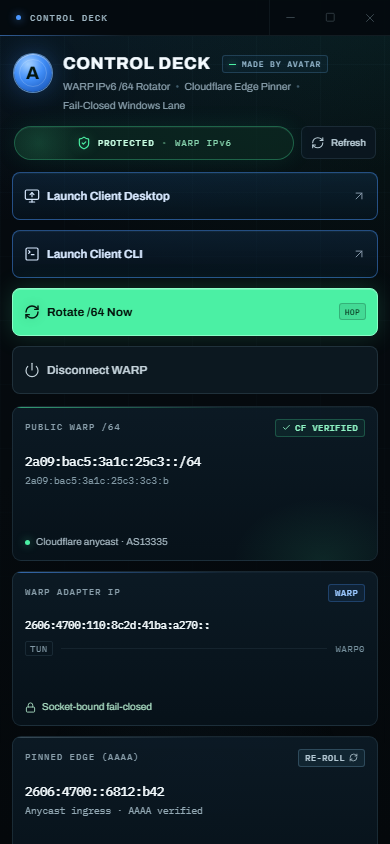 CONTROL DECK
A
CONTROL DECK
MADE BY AVATAR
WARP IPv6 /64 Rotator • Cloudflare Edge Pinner •
Fail-Closed Windows Lane
PROTECTED · WARP IPv6
Refresh
Launch Client Desktop
Launch Client CLI
Rotate /64 Now
HOP
Disconnect WARP
PUBLIC WARP /64
CF VERIFIED
2a09:bac5:3a1c:25c3::/64
2a09:bac5:3a1c:25c3:3c3:b
Cloudflare anycast · AS13335
WARP ADAPTER IP
WARP
2606:4700:110:8c2d:41ba:a270::
TUN
WARP0
Socket-bound fail-closed
PINNED EDGE (AAAA)
RE-ROLL
2606:4700::6812:b42
Anycast ingress · AAAA verified